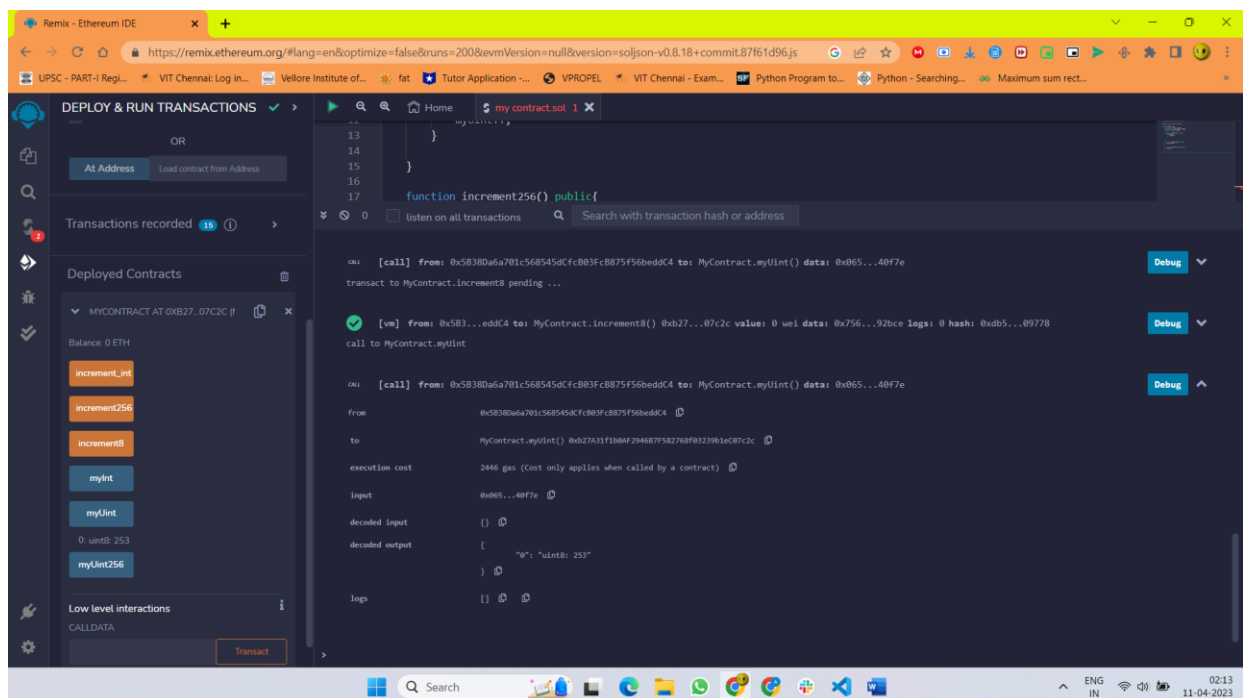 Remix - Ethereum IDE
https://remix.ethereum.org/#lang=en&optimize=false&runs=200&evmVersion=null&version=soljson-v0.8.18+commit.87f61d96.js
UPSC - PART-I Regi... VIT Chennai: Log in... Vellore Institute of... fat Tutor Application -... VPROPEL VIT Chennai - Exam... Python Program to... Python - Searching... Maximum sum rect...
DEPLOY & RUN TRANSACTIONS
Home my contract.sol 1
OR
At Address Load contract from Address
13 }
14
15 }
16
17 function increment256() public{
0 listen on all transactions Search with transaction hash or address
Transactions recorded 15
Deployed Contracts
MYCONTRACT AT 0XB27...07C2C
Balance: 0 ETH
increment_int
increment256
increment8
myInt
myUint
0: uint8: 253
myUint256
Low level interactions
CALLDATA
Transact
CALL [call] from: 0x5B38Da6a701c568545dCfcB03FcB875f56beddC4 to: MyContract.myUint() data: 0x065...40f7e Debug
transact to MyContract.increment8 pending ...
[vm] from: 0x5B3...eddC4 to: MyContract.increment8() 0xb27...07c2c value: 0 wei data: 0x756...92bce logs: 0 hash: 0xdb5...09778 Debug
call to MyContract.myUint
CALL [call] from: 0x5B38Da6a701c568545dCfcB03FcB875f56beddC4 to: MyContract.myUint() data: 0x065...40f7e Debug
from 0x5B38Da6a701c568545dCfcB03FcB875f56beddC4
to MyContract.myUint() 0xb27A31f1b0AF2946B7F582768f03239b1eC07c2c
execution cost 2446 gas (Cost only applies when called by a contract)
input 0x065...40f7e
decoded input {}
decoded output {
"0": "uint8: 253"
}
logs []
Search
ENG
IN
02:13
11-04-2023